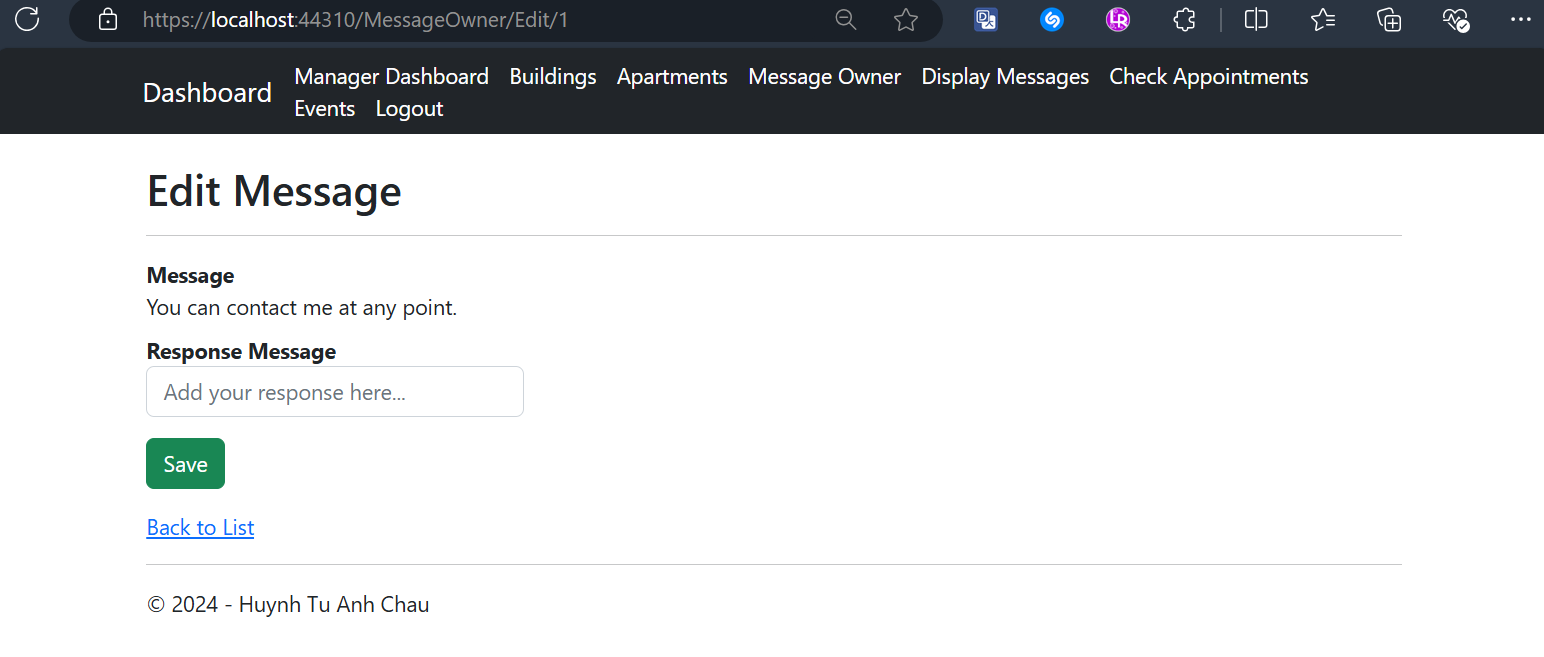 https://localhost:44310/MessageOwner/Edit/1
Dashboard
Manager Dashboard Buildings Apartments Message Owner Display Messages Check Appointments
Events Logout
Edit Message
Message
You can contact me at any point.
Response Message
Add your response here...
Save
Back to List
© 2024 - Huynh Tu Anh Chau